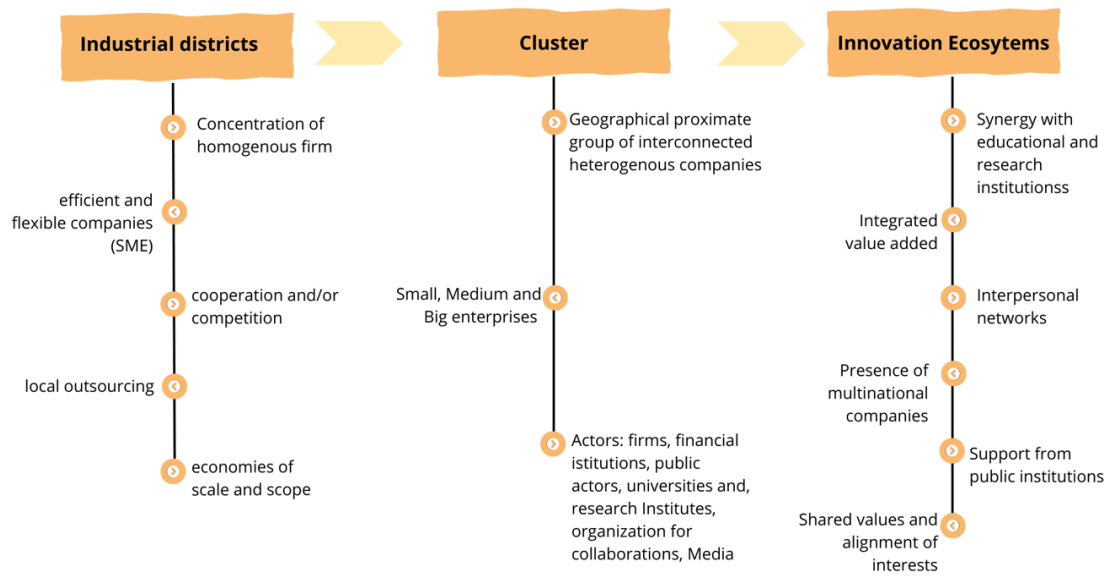 Industrial districts
Concentration of
homogenous firm
efficient and
flexible companies
(SME)
cooperation and/or
competition
local outsourcing
economies of
scale and scope
Cluster
Geographical proximate
group of interconnected
heterogenous companies
Small, Medium and
Big enterprises
Actors: firms, financial
istitutions, public
actors, universities and,
research Institutes,
organization for
collaborations, Media
Innovation Ecosytems
Synergy with
educational and
research
institutionss
Integrated
value added
Interpersonal
networks
Presence of
multinational
companies
Support from
public institutions
Shared values and
alignment of
interests